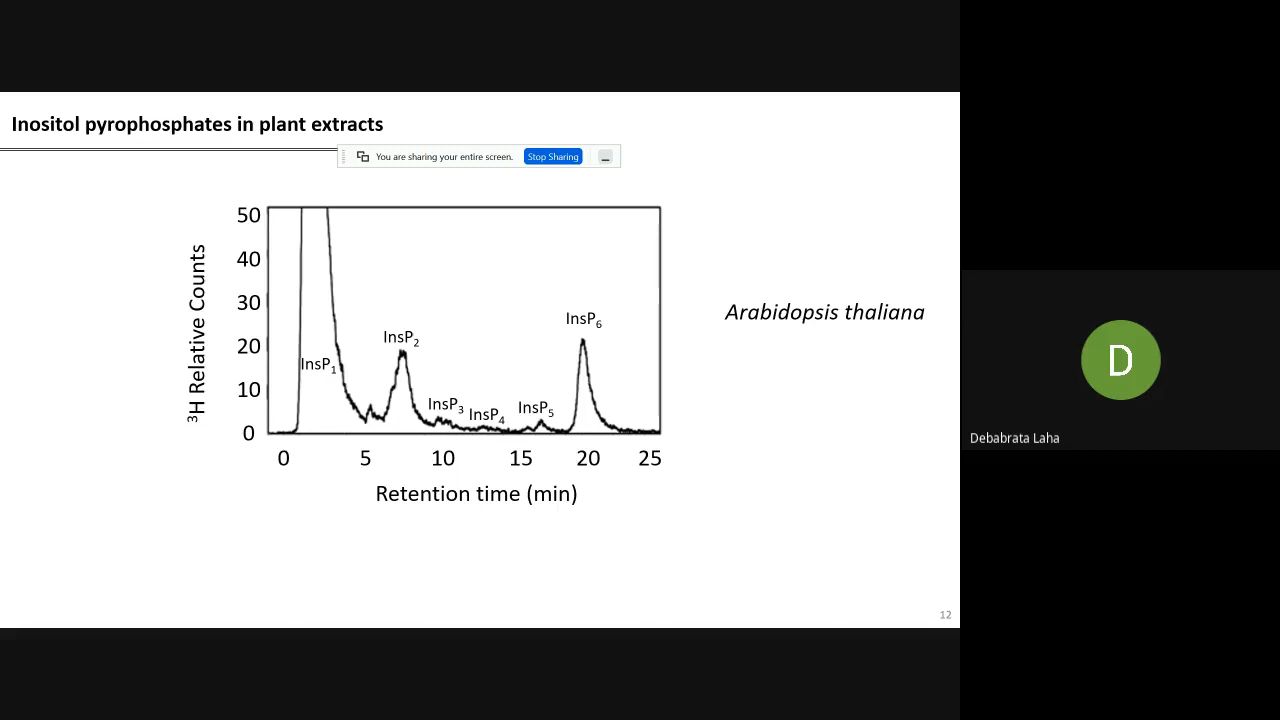 Inositol pyrophosphates in plant extracts
You are sharing your entire screen.
Stop Sharing
50
40
30
20
10
0
³H Relative Counts
InsP₁
InsP₂
InsP₃
InsP₄
InsP₅
InsP₆
0 5 10 15 20 25
Retention time (min)
Arabidopsis thaliana
12
D
Debabrata Laha